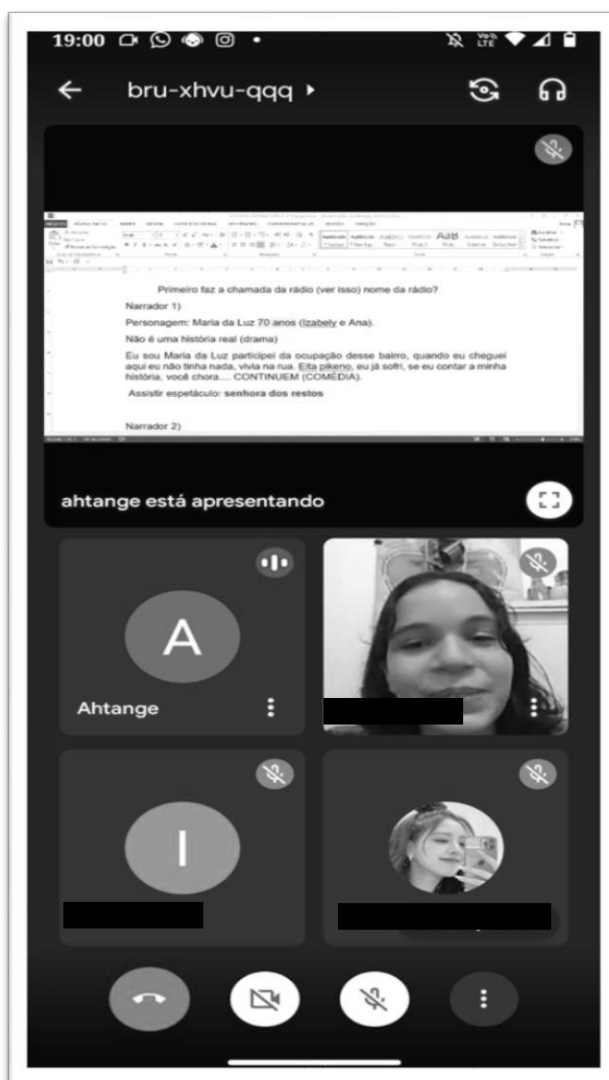 19:00
Vo) LTE
bru-xhvu-qqq
Primeiro faz a chamada da rádio (ver isso) nome da rádio?
Narrador 1)
Personagem: Maria da Luz 70 anos (Izabely e Ana).
Não é uma história real (drama)
Eu sou Maria da Luz participei da ocupação desse bairro, quando eu cheguei
aqui eu não tinha nada, vivia na rua. Eita pikeno, eu já sofri, se eu contar a minha
história, você chora.... CONTINUEM (COMÉDIA).
Assistir espetáculo: senhora dos restos
Narrador 2)
ahtange está apresentando
A
Ahtange
I